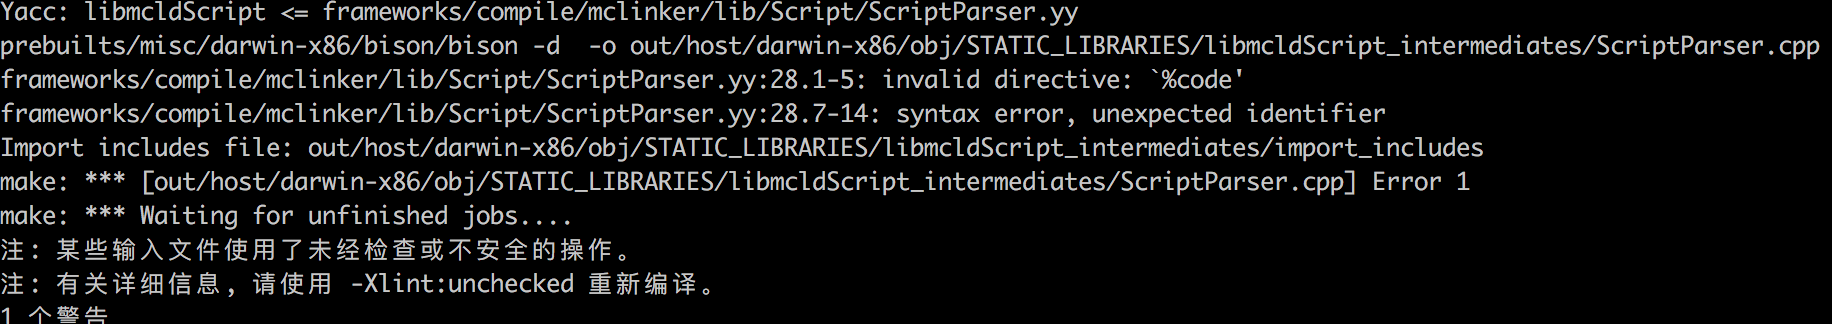 Yacc: libmcldScript <= frameworks/compile/mclinker/lib/Script/ScriptParser.yy
prebuilts/misc/darwin-x86/bison/bison -d  -o out/host/darwin-x86/obj/STATIC_LIBRARIES/libmcldScript_intermediates/ScriptParser.cpp
frameworks/compile/mclinker/lib/Script/ScriptParser.yy:28.1-5: invalid directive: `%code'
frameworks/compile/mclinker/lib/Script/ScriptParser.yy:28.7-14: syntax error, unexpected identifier
Import includes file: out/host/darwin-x86/obj/STATIC_LIBRARIES/libmcldScript_intermediates/import_includes
make: *** [out/host/darwin-x86/obj/STATIC_LIBRARIES/libmcldScript_intermediates/ScriptParser.cpp] Error 1
make: *** Waiting for unfinished jobs....
注: 某些输入文件使用了未经检查或不安全的操作。
注: 有关详细信息, 请使用 -Xlint:unchecked 重新编译。
1 个警告